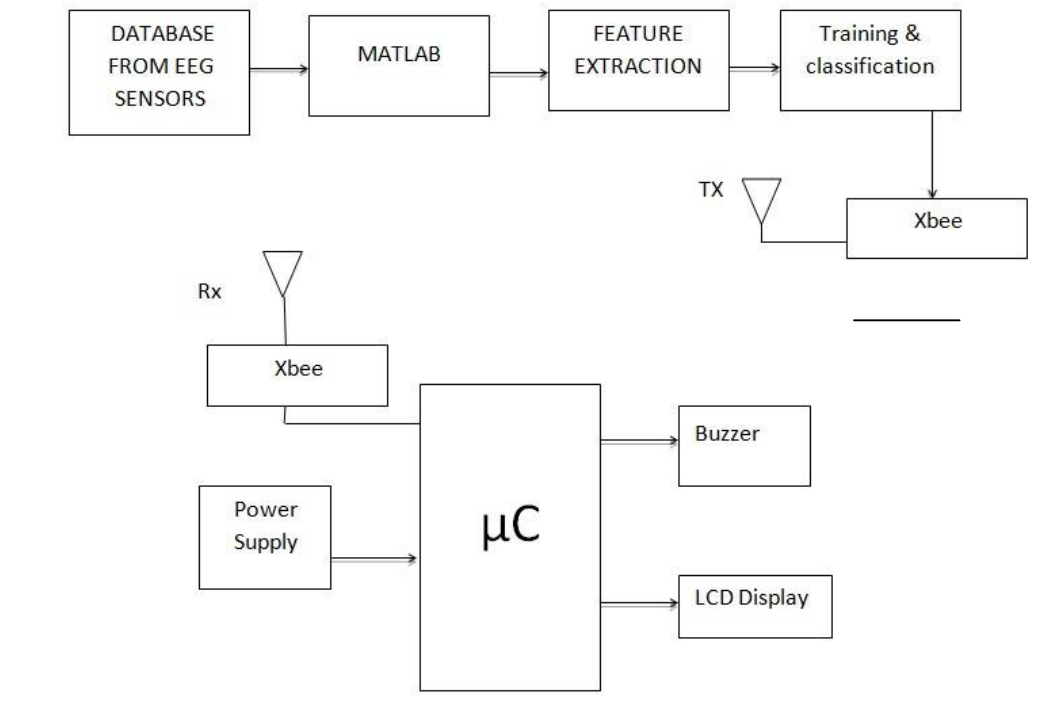 DATABASE
FROM EEG
SENSORS
MATLAB
FEATURE
EXTRACTION
Training &
classification
TX
Xbee
Rx
Xbee
Power
Supply
µC
Buzzer
LCD Display